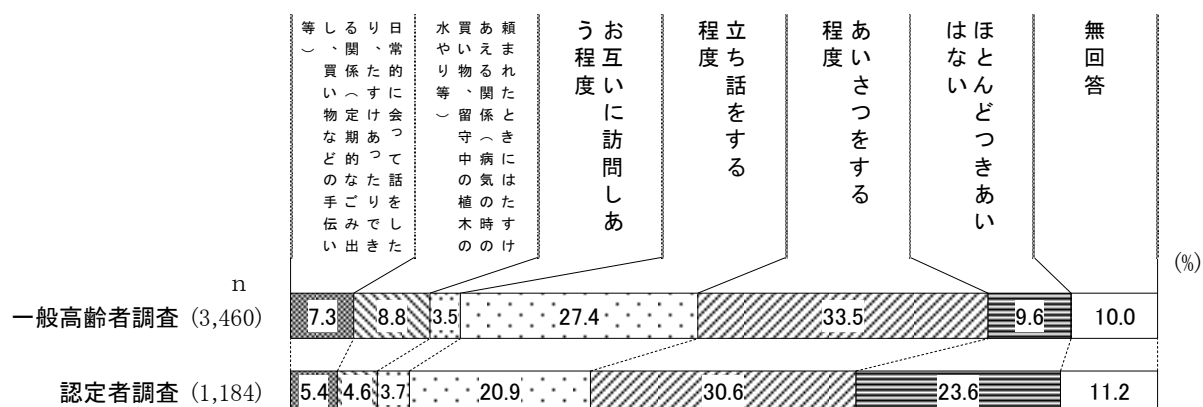 日常的に会って話をした
り、たすけあったりでき
る関係（定期的なごみ出
し、買い物などの手伝い
等）
頼まれたときにはたすけ
あえる関係（病気の時の
買い物、留守中の植木の
水やり等）
お互いに訪問しあ
う程度
立ち話をする
程度
あいさつをする
程度
ほとんどつきあい
はない
無回答
(%)
n
一般高齢者調査 (3,460) 7.3 8.8 3.5 27.4 33.5 9.6 10.0
認定者調査 (1,184) 5.4 4.6 3.7 20.9 30.6 23.6 11.2